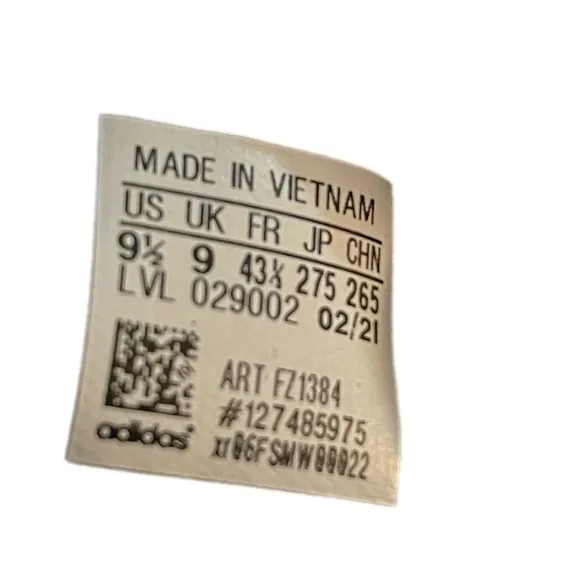 MADE IN VIETNAM
US UK FR JP CHN
9½ 9 43⅓ 275 265
LVL 029002 02/21
ART FZ1384
#127485975
adidas